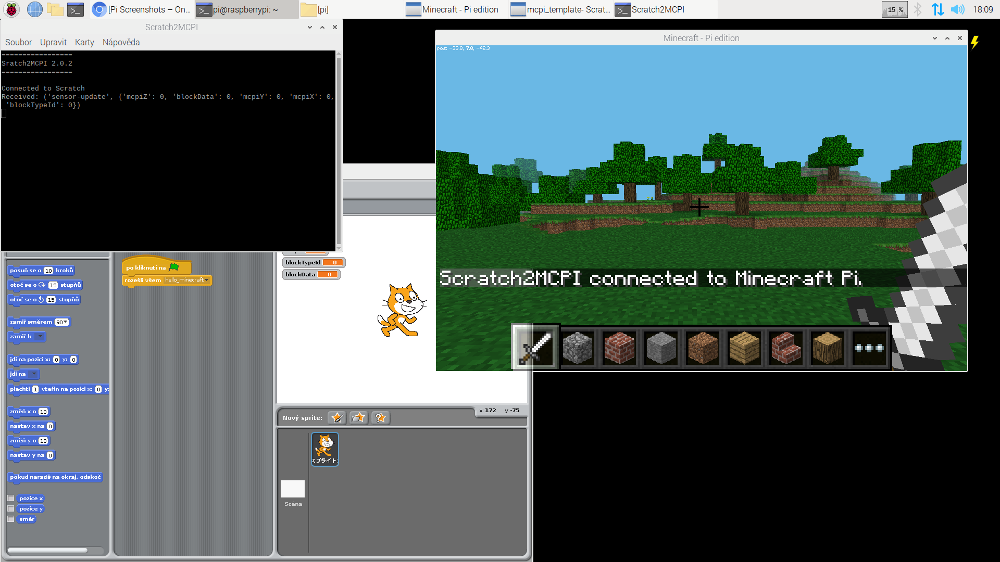 [Pi Screenshots – On...
pi@raspberrypi: ~
[pi]
Minecraft - Pi edition
mcpi_template- Scrat...
Scratch2MCPI
15 %
18:09
Scratch2MCPI
Soubor Upravit Karty Nápověda
=================
Sratch2MCPI 2.0.2
=================
Connected to Scratch
Received: ('sensor-update', {'mcpiZ': 0, 'blockData': 0, 'mcpiY': 0, 'mcpiX': 0,
'blockTypeId': 0})
Minecraft - Pi edition
pos: -33.8, 7.0, -42.3
Scratch2MCPI connected to Minecraft Pi.
posuň se o 10 kroků
otoč se o 15 stupňů
otoč se o 15 stupňů
zamiř směrem 90
zamiř k
jdi na pozici x: 0 y: 0
jdi na
plachti 1 vteřin na pozici x: 0 y:
změň x o 10
nastav x na 0
změň y o 10
nastav y na 0
pokud narazíš na okraj, odskoč
pozice x
pozice y
směr
po kliknutí na
rozešli všem hello_minecraft
blockTypeId 0
blockData 0
x: 172 y: -75
Nový sprite:
スプライト
Scéna